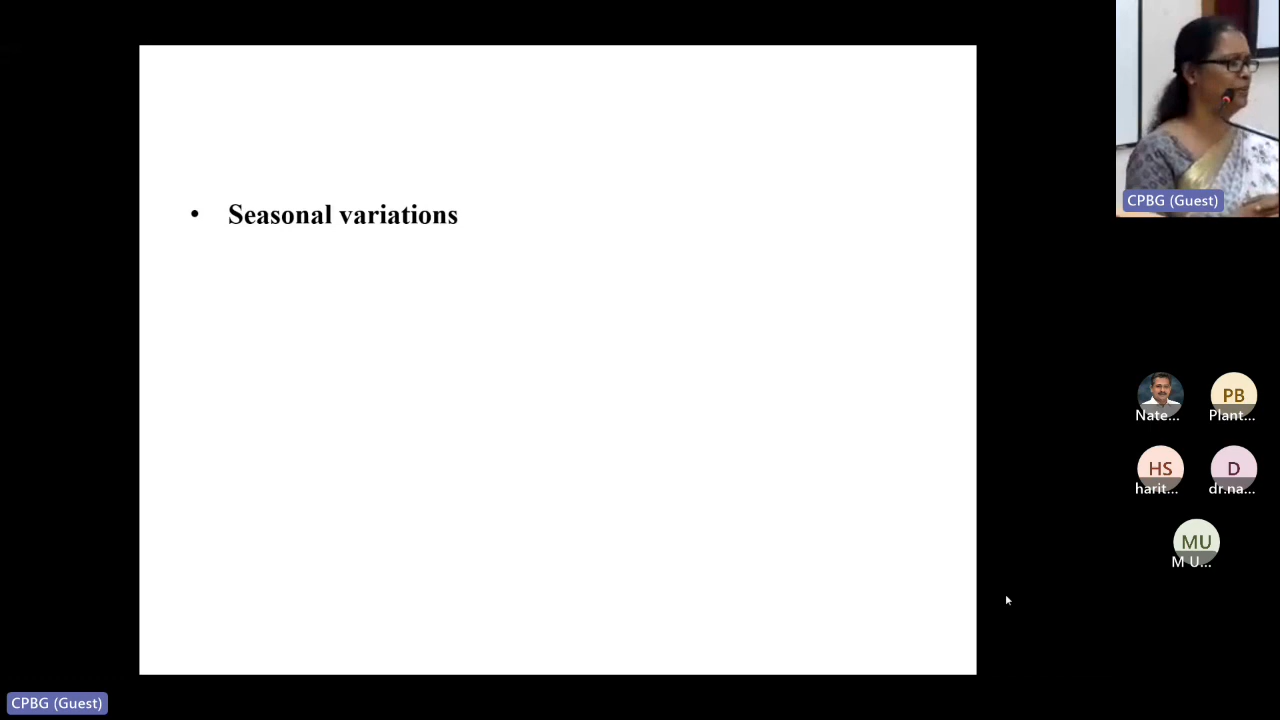 • Seasonal variations
CPBG (Guest)
Nate...
PB
Plant...
HS
harit...
D
dr.na...
MU
M U...
CPBG (Guest)